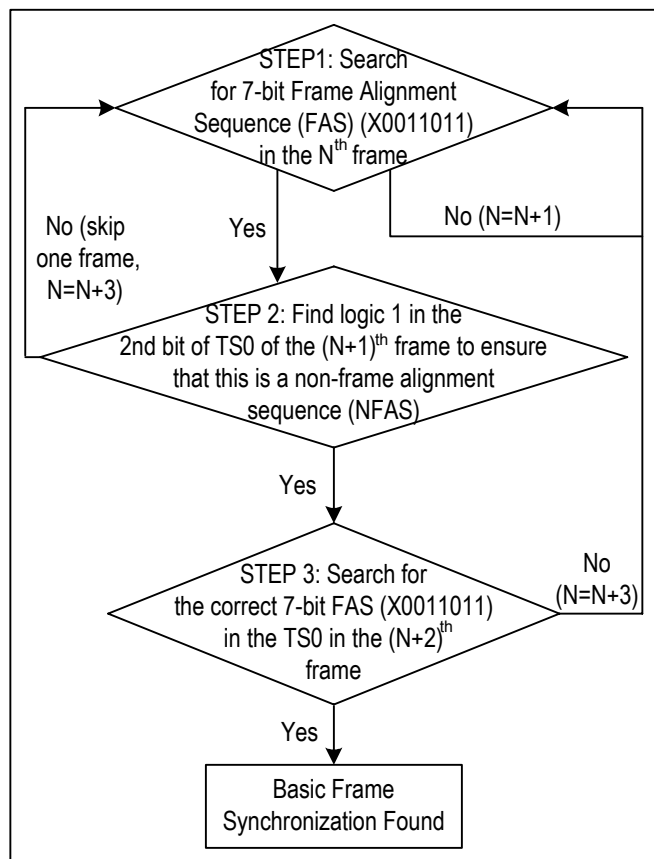 STEP1: Search
for 7-bit Frame Alignment
Sequence (FAS) (X0011011)
in the Nth frame
No (skip
one frame,
N=N+3)
Yes
No (N=N+1)
STEP 2: Find logic 1 in the
2nd bit of TS0 of the (N+1)th frame to ensure
that this is a non-frame alignment
sequence (NFAS)
Yes
STEP 3: Search for
the correct 7-bit FAS (X0011011)
in the TS0 in the (N+2)th
frame
No
(N=N+3)
Yes
Basic Frame
Synchronization Found